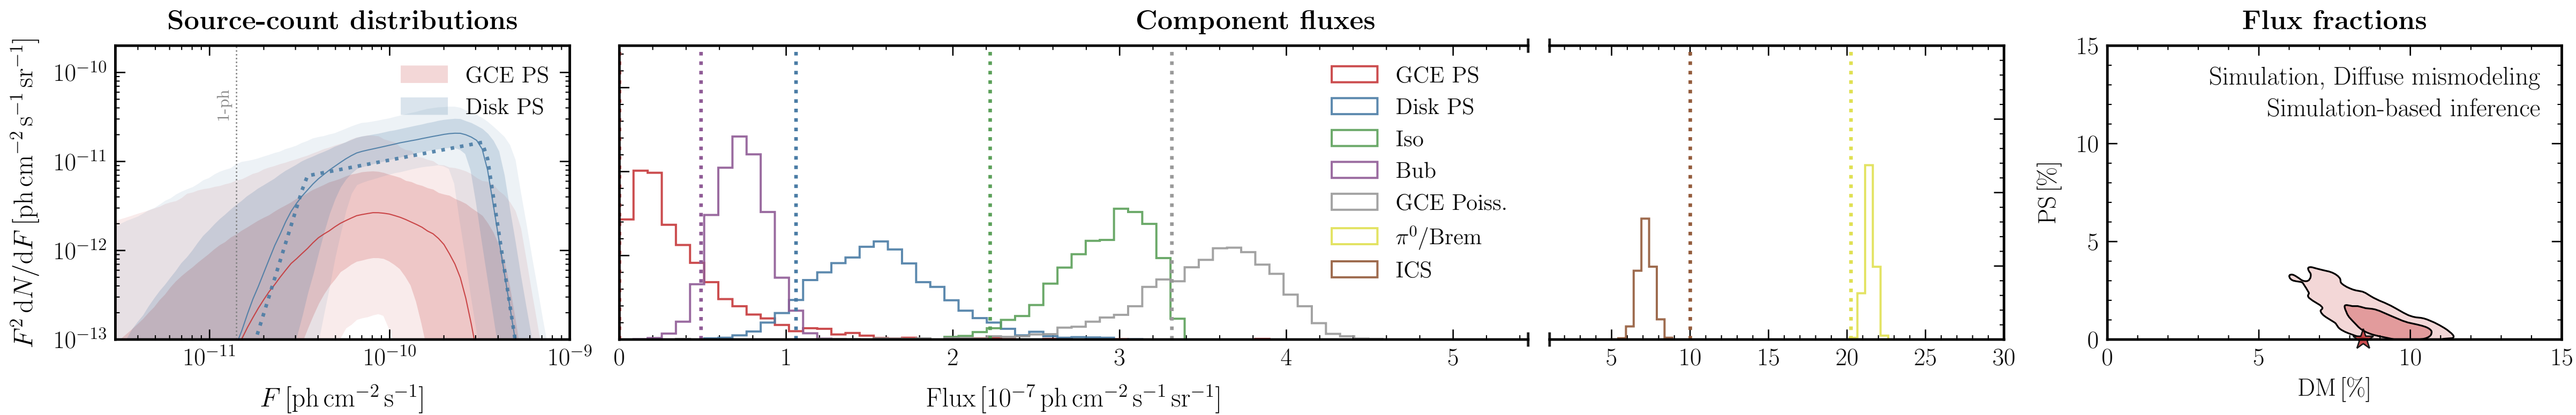 Source-count distributions
F² dN/dF [ph cm⁻² s⁻¹ sr⁻¹]
10⁻¹⁰
10⁻¹¹
10⁻¹²
10⁻¹³
1-ph
GCE PS
Disk PS
10⁻¹¹
10⁻¹⁰
10⁻⁹
F [ph cm⁻² s⁻¹]
Component fluxes
GCE PS
Disk PS
Iso
Bub
GCE Poiss.
π⁰/Brem
ICS
0 1 2 3 4 5
5 10 15 20 25 30
Flux [10⁻⁷ ph cm⁻² s⁻¹ sr⁻¹]
Flux fractions
PS [%]
15
10
5
0
Simulation, Diffuse mismodeling
Simulation-based inference
0 5 10 15
DM [%]